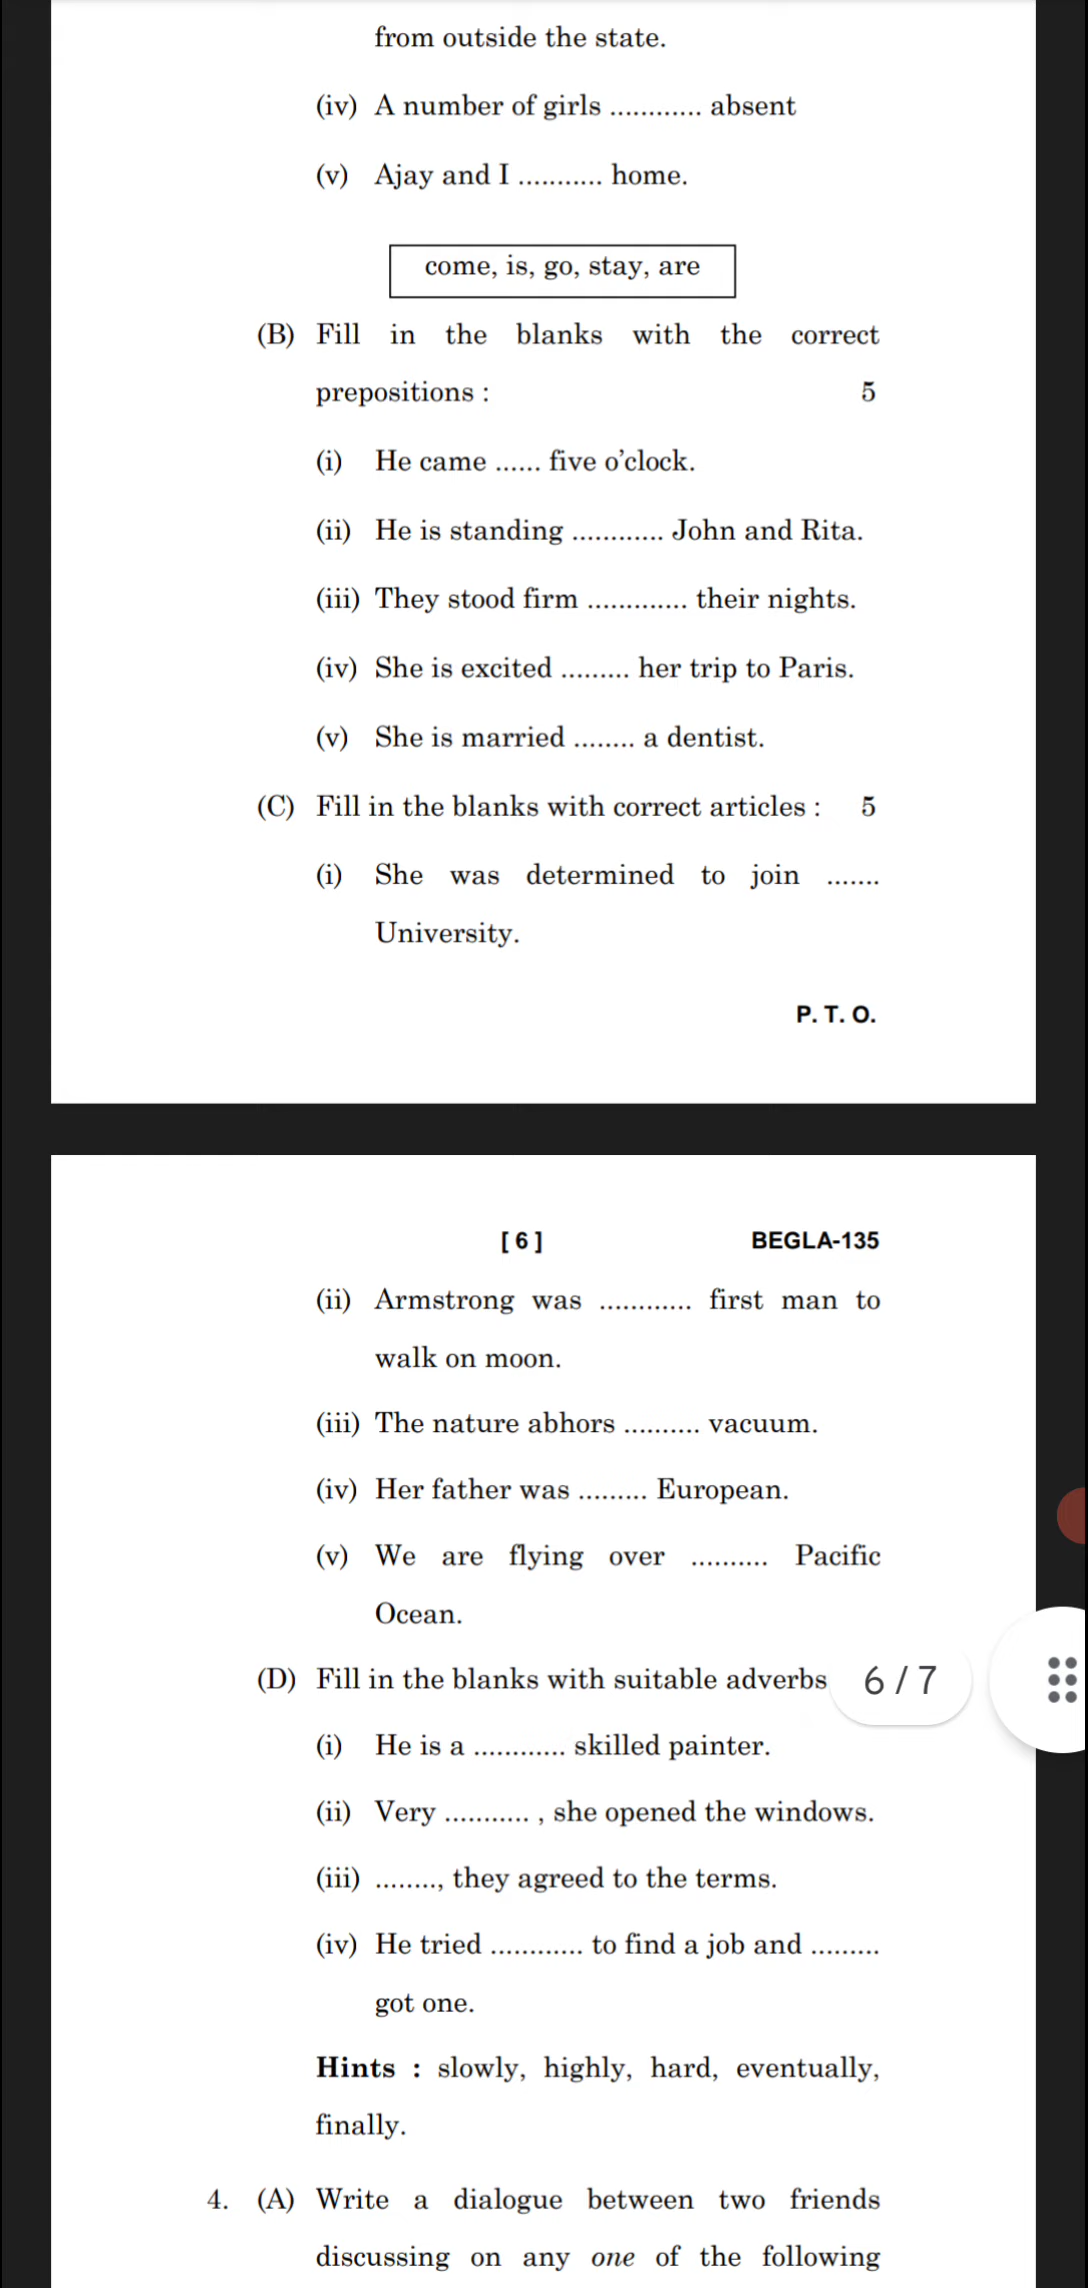 from outside the state.
(iv) A number of girls ............ absent
(v) Ajay and I ........... home.
come, is, go, stay, are
(B) Fill in the blanks with the correct
prepositions : 5
(i) He came ...... five o’clock.
(ii) He is standing ............ John and Rita.
(iii) They stood firm ............. their nights.
(iv) She is excited ......... her trip to Paris.
(v) She is married ........ a dentist.
(C) Fill in the blanks with correct articles : 5
(i) She was determined to join .......
University.
P. T. O.
[ 6 ] BEGLA-135
(ii) Armstrong was ............ first man to
walk on moon.
(iii) The nature abhors .......... vacuum.
(iv) Her father was ......... European.
(v) We are flying over .......... Pacific
Ocean.
(D) Fill in the blanks with suitable adverbs 6 / 7
(i) He is a ............ skilled painter.
(ii) Very ........... , she opened the windows.
(iii) ........, they agreed to the terms.
(iv) He tried ............ to find a job and .........
got one.
Hints : slowly, highly, hard, eventually,
finally.
4. (A) Write a dialogue between two friends
discussing on any one of the following